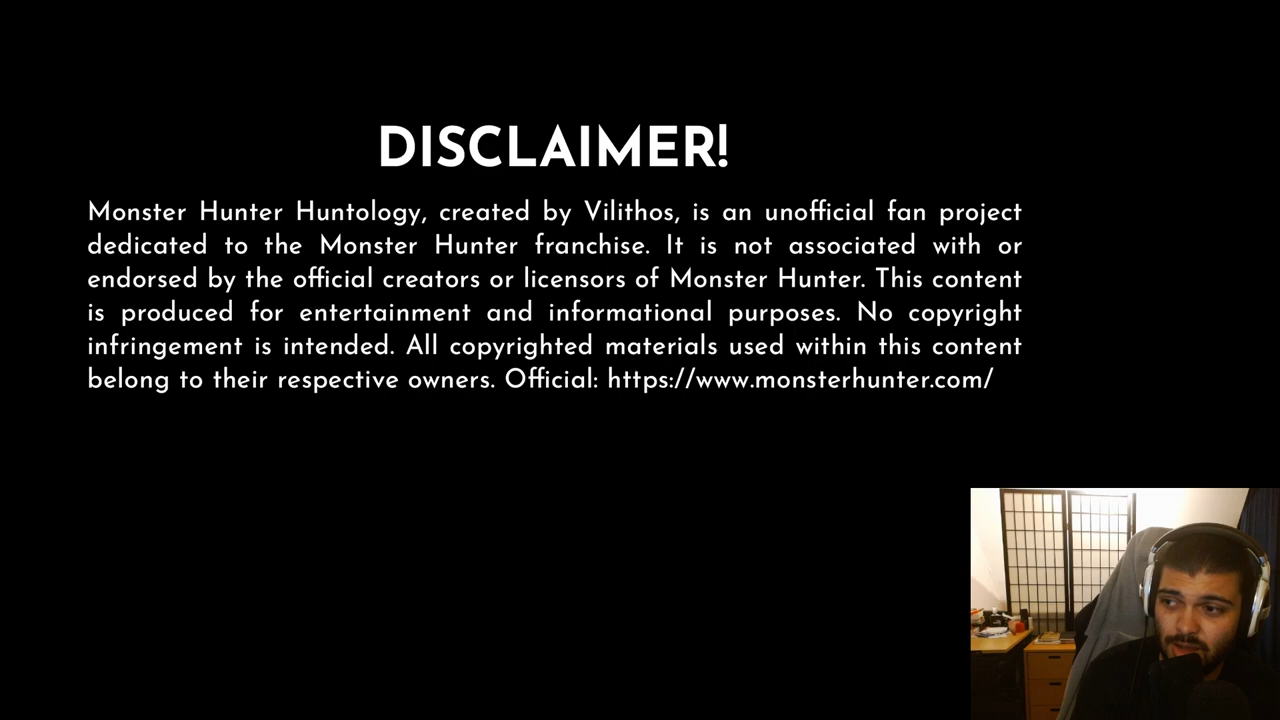 DISCLAIMER!
Monster Hunter Huntology, created by Vilithos, is an unofficial fan project
dedicated to the Monster Hunter franchise. It is not associated with or
endorsed by the official creators or licensors of Monster Hunter. This content
is produced for entertainment and informational purposes. No copyright
infringement is intended. All copyrighted materials used within this content
belong to their respective owners. Official: https://www.monsterhunter.com/